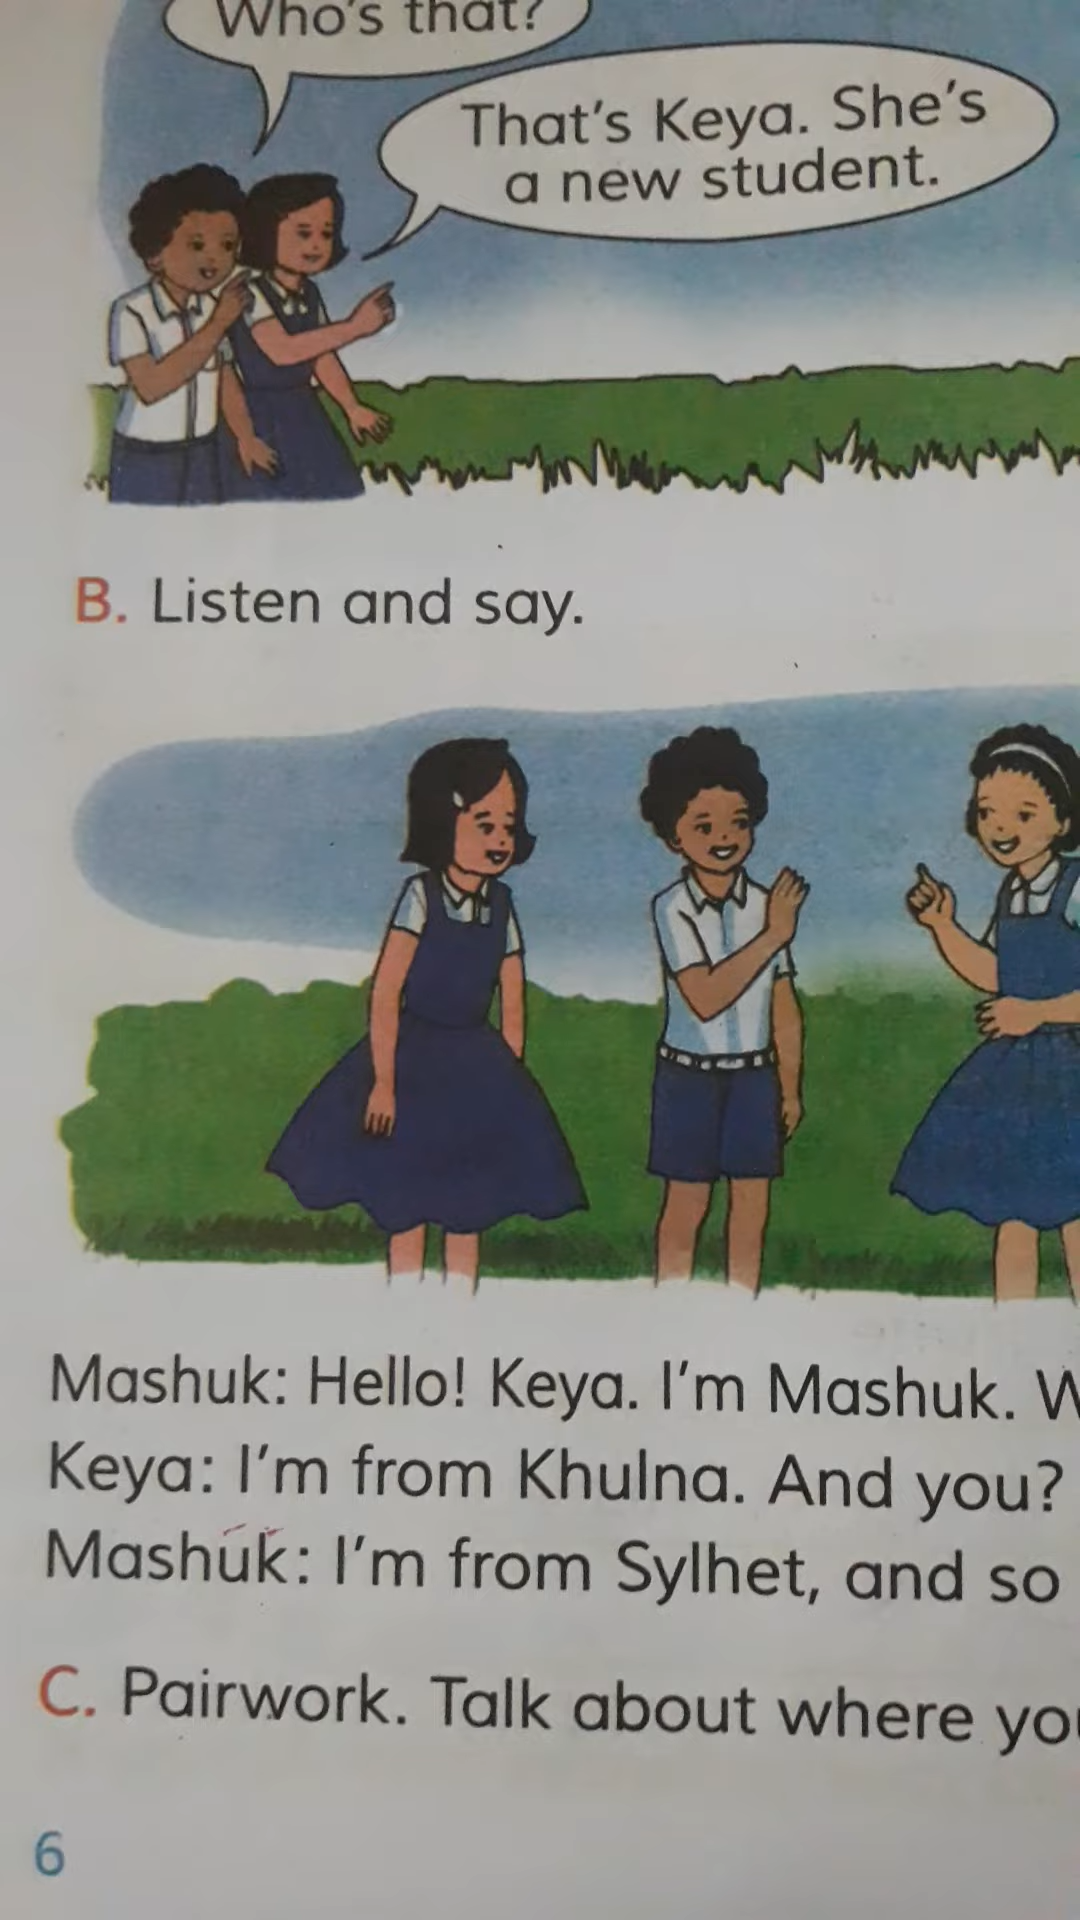 Who's that?
That's Keya. She's
a new student.
B. Listen and say.
Mashuk: Hello! Keya. I'm Mashuk.
Keya: I'm from Khulna. And you?
Mashuk: I'm from Sylhet, and so
C. Pairwork. Talk about where
6